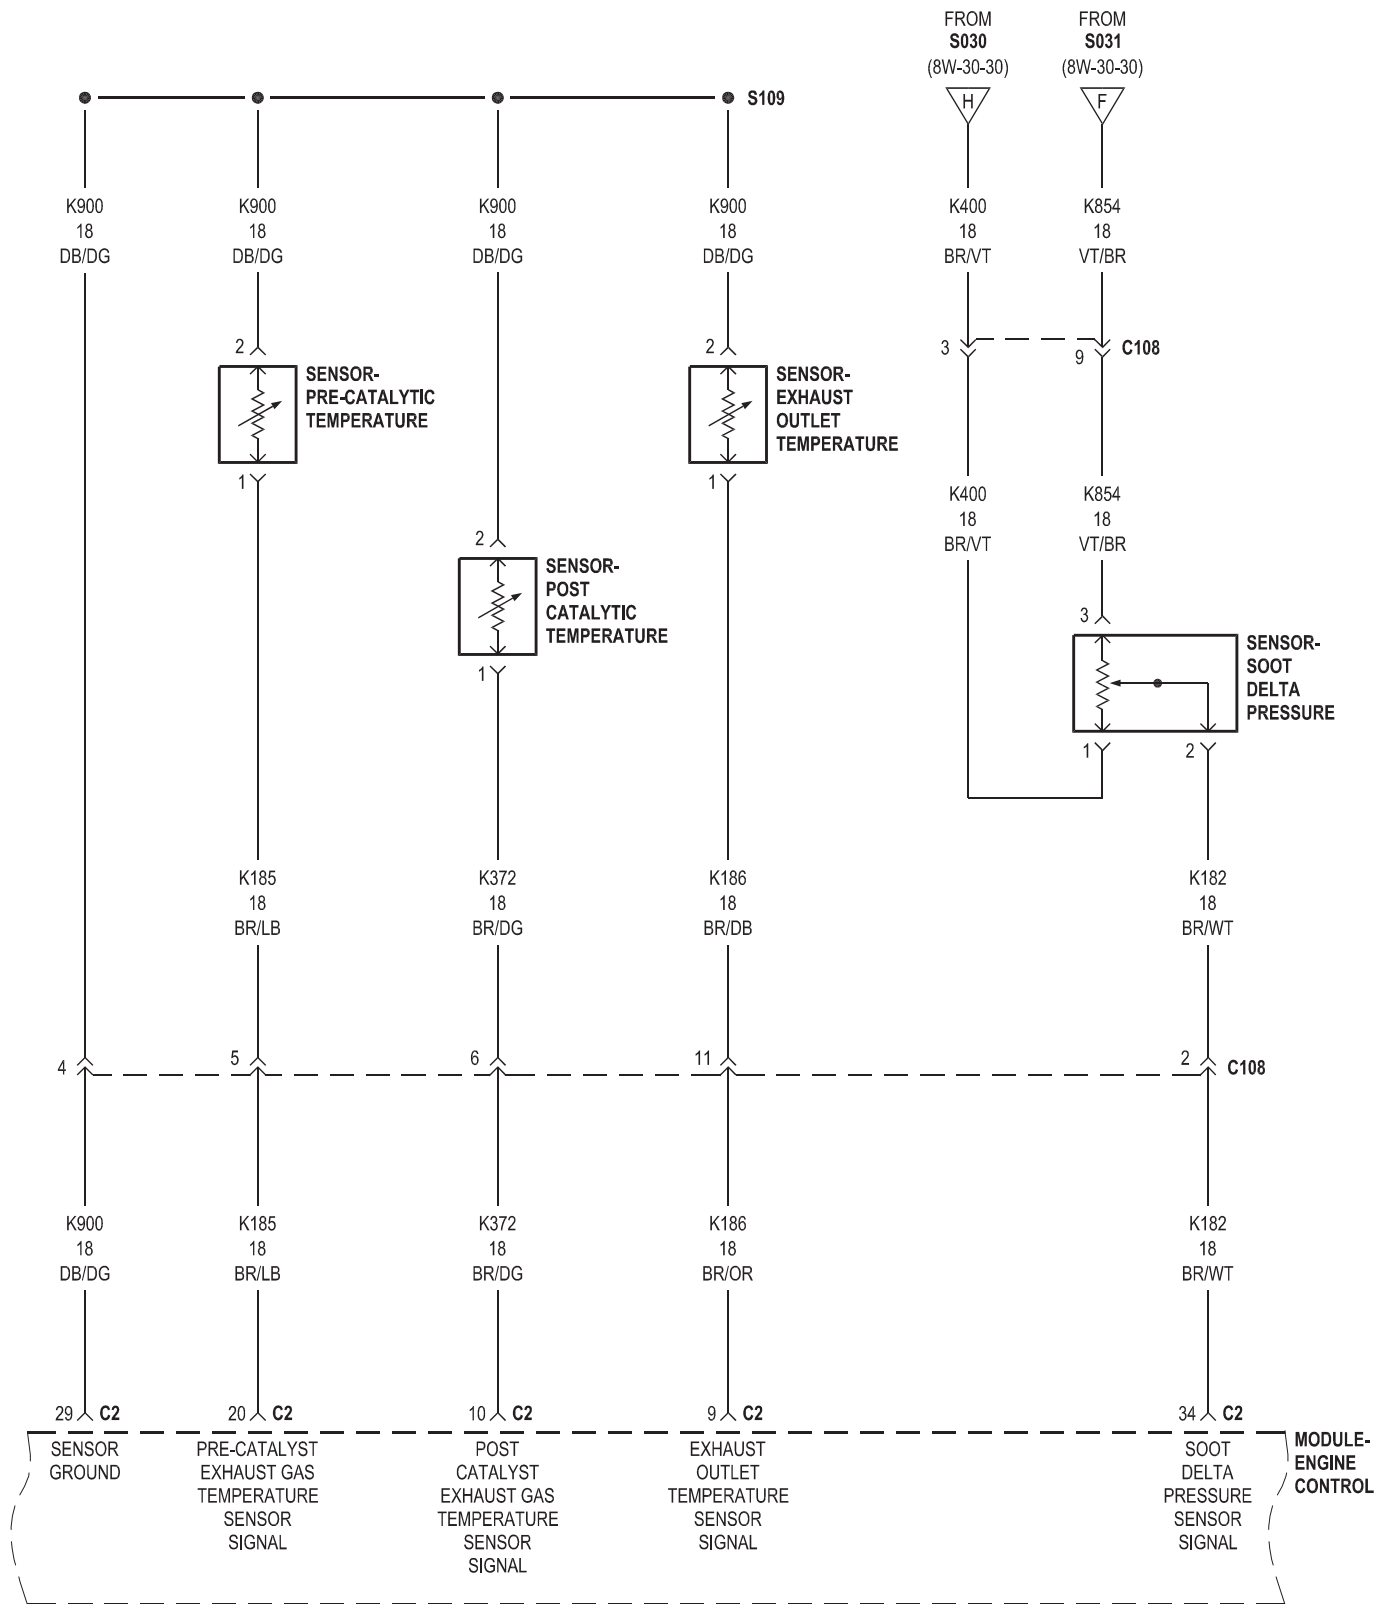 FROM
S030
(8W-30-30)
H
FROM
S031
(8W-30-30)
F
S109
K900
18
DB/DG
K900
18
DB/DG
K900
18
DB/DG
K900
18
DB/DG
K400
18
BR/VT
K854
18
VT/BR
2
SENSOR-
PRE-CATALYTIC
TEMPERATURE
1
2
SENSOR-
EXHAUST
OUTLET
TEMPERATURE
1
3
9
C108
K400
18
BR/VT
K854
18
VT/BR
2
SENSOR-
POST
CATALYTIC
TEMPERATURE
1
3
SENSOR-
SOOT
DELTA
PRESSURE
1
2
K185
18
BR/LB
K372
18
BR/DG
K186
18
BR/DB
K182
18
BR/WT
4
5
6
11
2
C108
K900
18
DB/DG
K185
18
BR/LB
K372
18
BR/DG
K186
18
BR/OR
K182
18
BR/WT
29 C2
20 C2
10 C2
9 C2
34 C2
SENSOR
GROUND
PRE-CATALYST
EXHAUST GAS
TEMPERATURE
SENSOR
SIGNAL
POST
CATALYST
EXHAUST GAS
TEMPERATURE
SENSOR
SIGNAL
EXHAUST
OUTLET
TEMPERATURE
SENSOR
SIGNAL
SOOT
DELTA
PRESSURE
SENSOR
SIGNAL
MODULE-
ENGINE
CONTROL